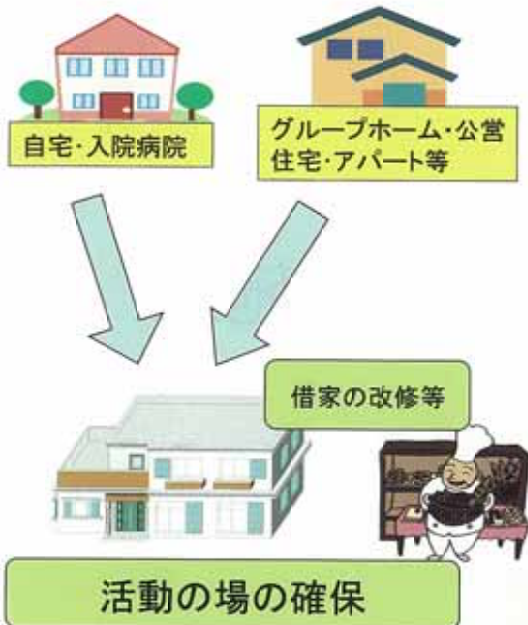 自宅・入院病院
グループホーム・公営
住宅・アパート等
借家の改修等
活動の場の確保